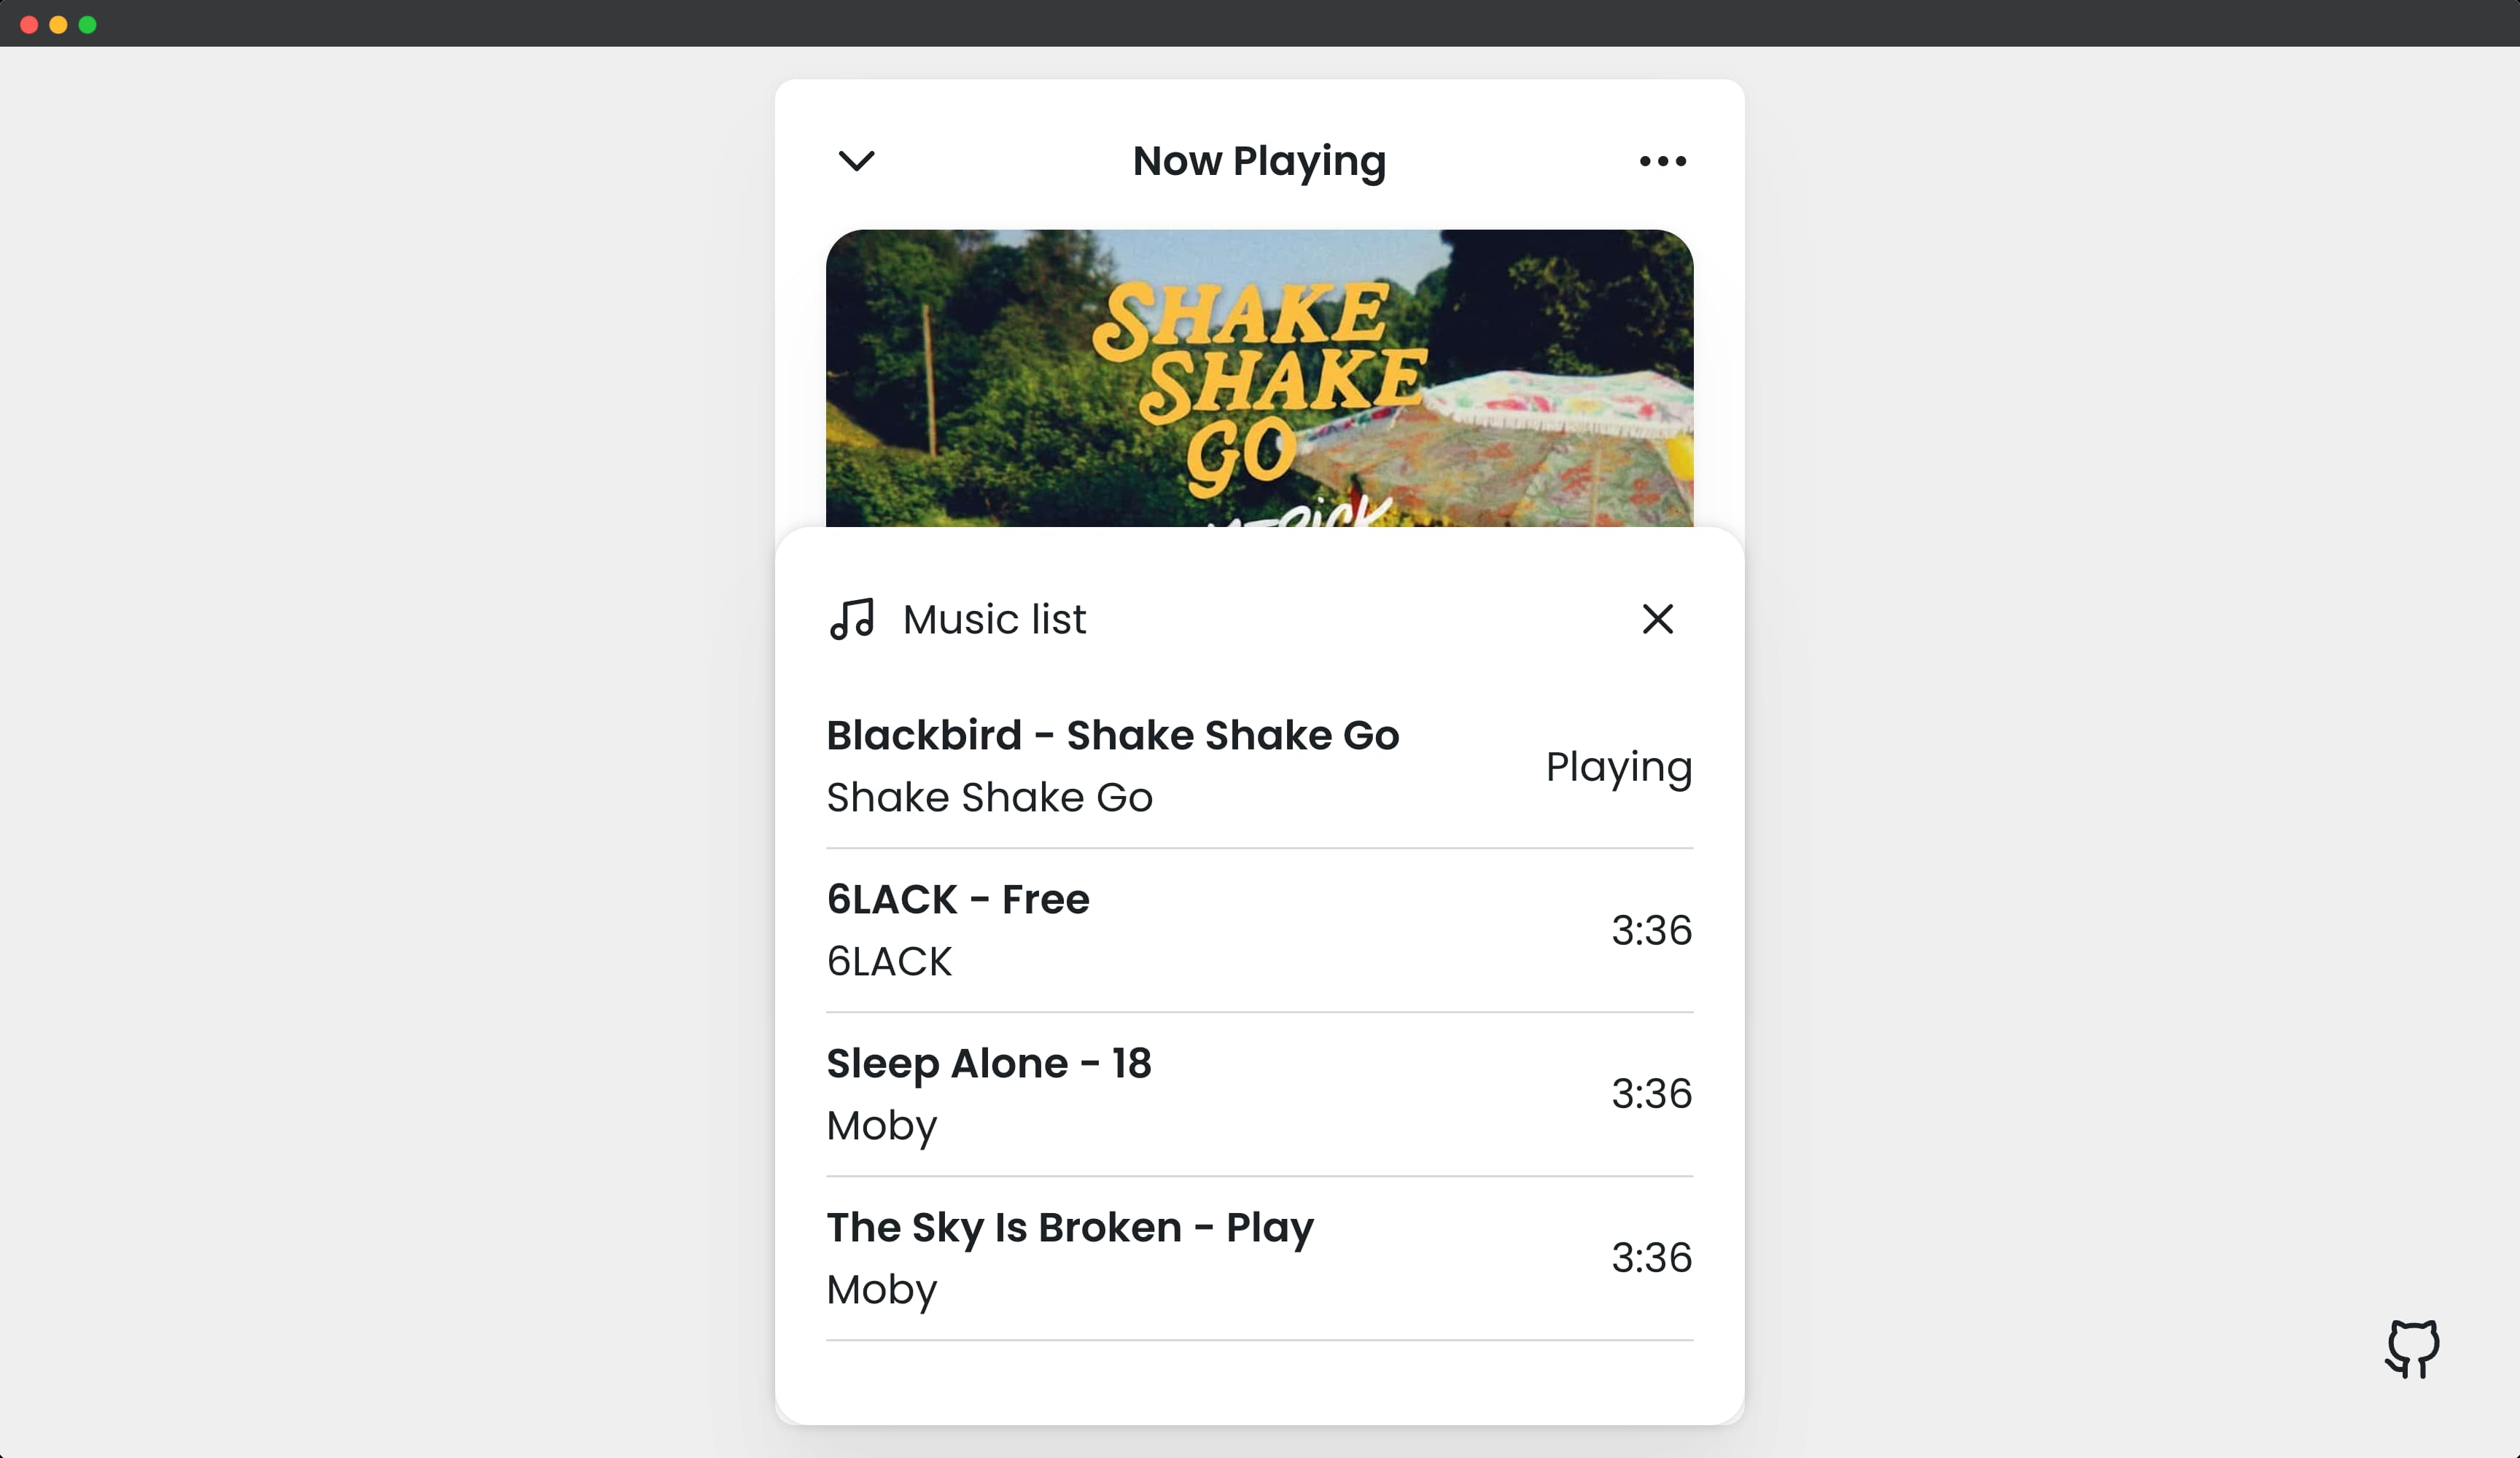 Now Playing
SHAKE
SHAKE
GO
Music list
Blackbird - Shake Shake Go
Shake Shake Go
Playing
6LACK - Free
6LACK
3:36
Sleep Alone - 18
Moby
3:36
The Sky Is Broken - Play
Moby
3:36